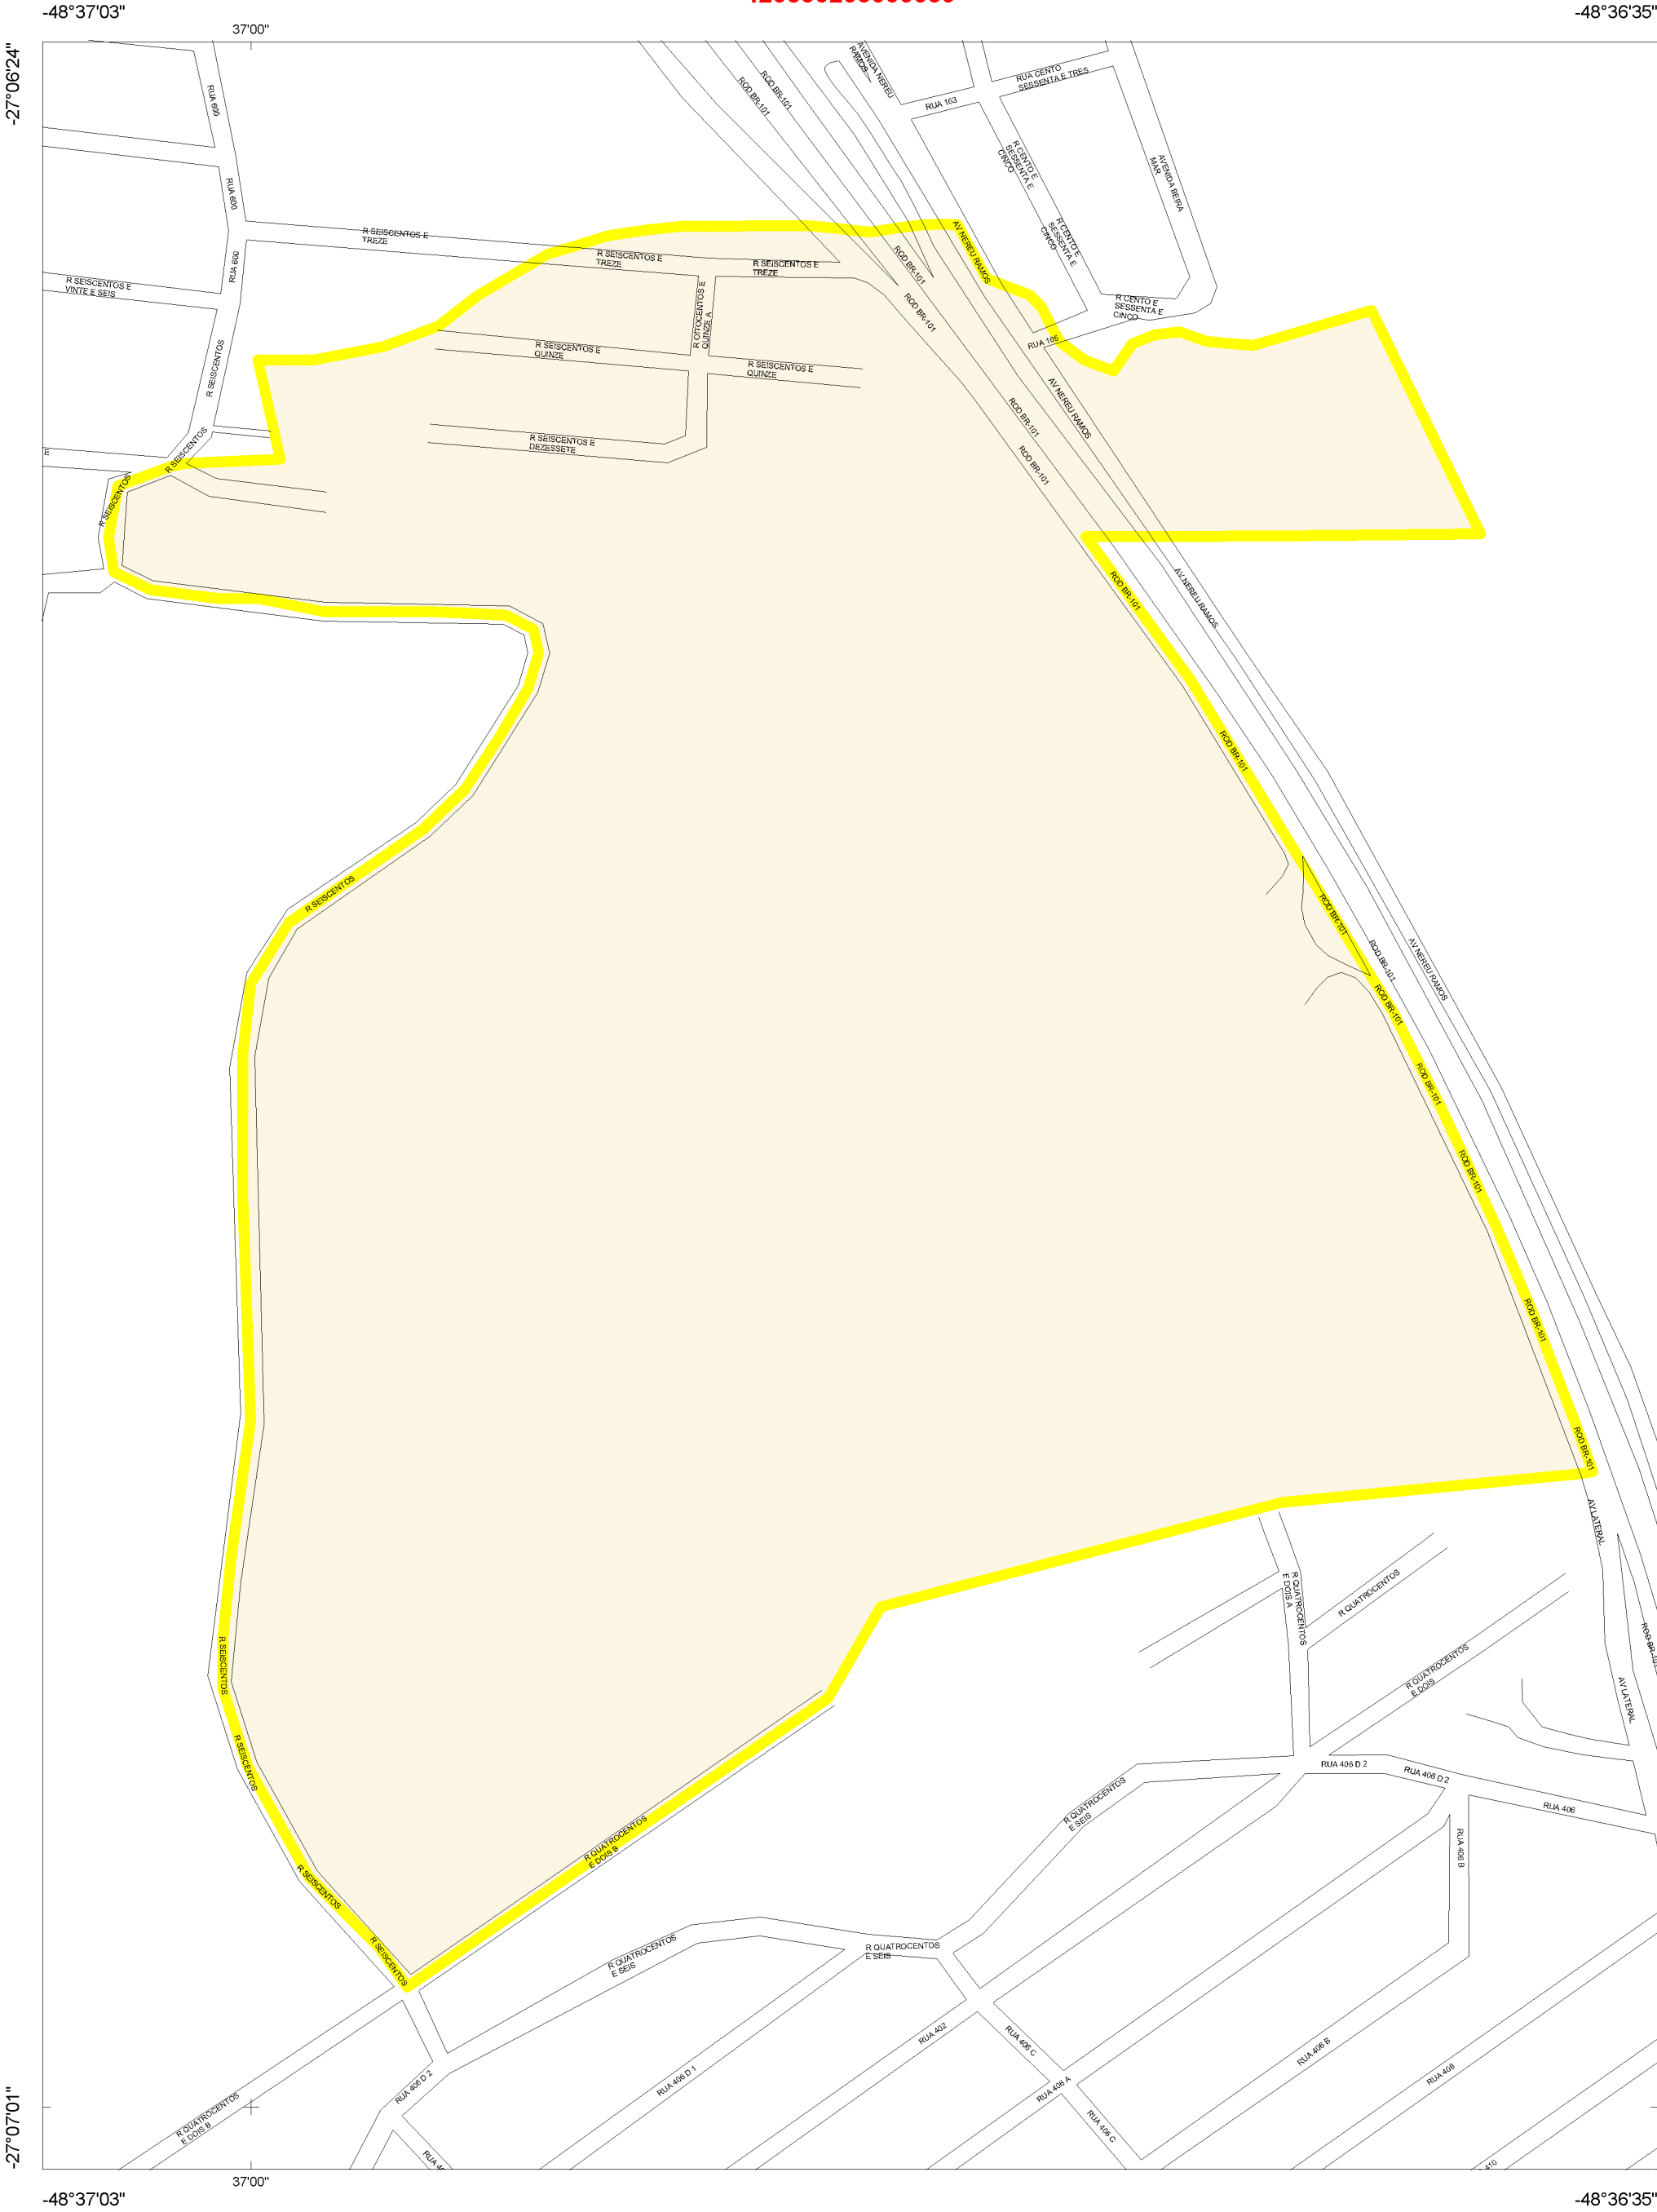 -48°37'03"
-48°36'35"
37'00"
-27°06'24"
AVENIDA NEREU
RAMOS
RUA CENTO
SESSENTA E TRES
ROD BR-101
ROD BR-101
RUA 600
RUA 163
R CENTO E
SESSENTA E
CINCO
AVENIDA BEIRA
MAR
RUA 600
R SEISCENTOS E
TREZE
AV NEREU RAMOS
R CENTO E
SESSENTA E
CINCO
RUA 600
R SEISCENTOS E
TREZE
R SEISCENTOS E
TREZE
ROD BR-101
R SEISCENTOS E
VINTE E SEIS
R OITOCENTOS E
QUINZE A
ROD BR-101
R CENTO E
SESSENTA E
CINCO
R SEISCENTOS
R SEISCENTOS E
QUINZE
R SEISCENTOS E
QUINZE
RUA 165
AV NEREU RAMOS
ROD BR-101
R SEISCENTOS E
DEZESSETE
E
R SEISCENTOS
ROD BR-101
R SEISCENTOS
ROD BR-101
AV NEREU RAMOS
ROD BR-101
R SEISCENTOS
ROD BR-101
ROD BR-101
AV NEREU RAMOS
ROD BR-101
ROD BR-101
ROD BR-101
ROD BR-101
ROD BR-101
AV LATERAL
R QUATROCENTOS
E DOIS A
R QUATROCENTOS
R SEISCENTOS
R QUATROCENTOS
E DOIS
ROD BR-101
AV LATERAL
R SEISCENTOS
RUA 406 D 2
RUA 406 D 2
R QUATROCENTOS
E SEIS
RUA 406
R QUATROCENTOS
E DOIS B
RUA 406 B
R SEISCENTOS
R SEISCENTOS
R QUATROCENTOS
E SEIS
R QUATROCENTOS
E SEIS
RUA 402
RUA 406 C
RUA 406 B
RUA 406 D 2
RUA 406 D 1
RUA 406 A
RUA 408
R QUATROCENTOS
E DOIS B
RUA 406 C
-27°07'01"
410
37'00"
-48°37'03"
-48°36'35"